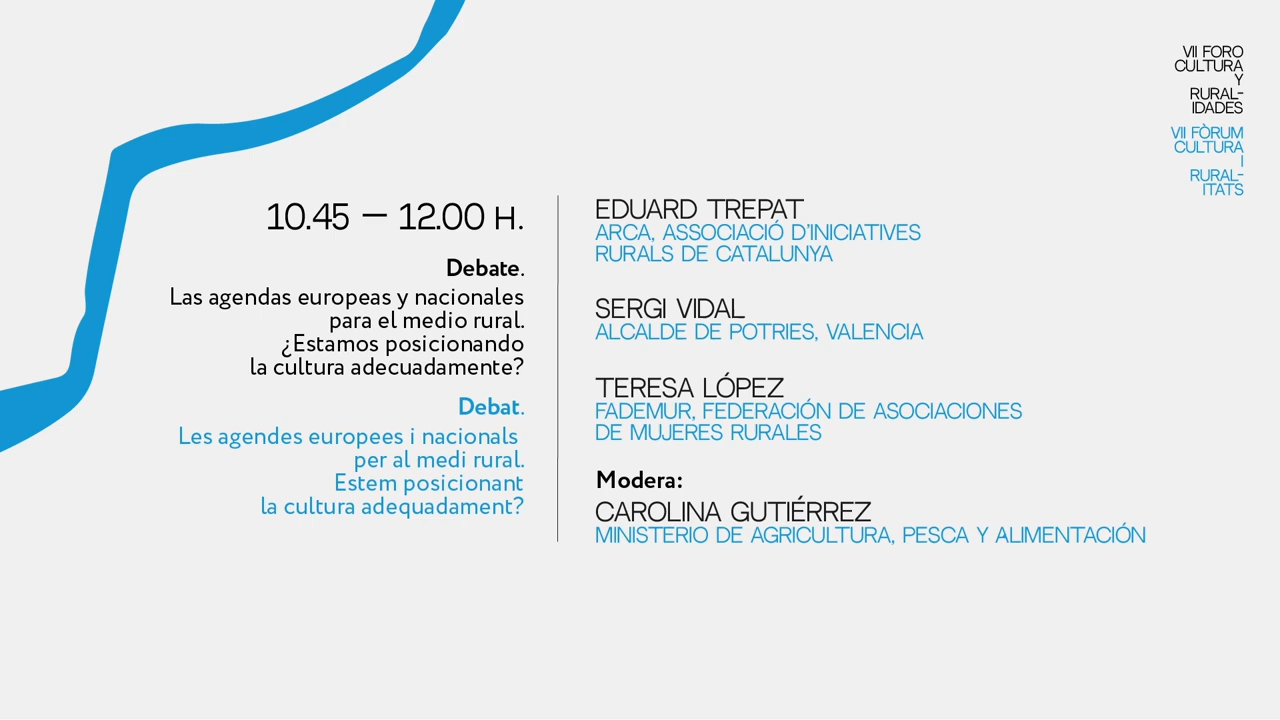 VII FORO
CULTURA
Y
RURAL-
IDADES
VII FÒRUM
CULTURA
I
RURAL-
ITATS
10.45 — 12.00 H.
Debate.
Las agendas europeas y nacionales
para el medio rural.
¿Estamos posicionando
la cultura adecuadamente?
Debat.
Les agendes europees i nacionals
per al medi rural.
Estem posicionant
la cultura adequadament?
EDUARD TREPAT
ARCA, ASSOCIACIÓ D'INICIATIVES
RURALS DE CATALUNYA
SERGI VIDAL
ALCALDE DE POTRIES, VALENCIA
TERESA LÓPEZ
FADEMUR, FEDERACIÓN DE ASOCIACIONES
DE MUJERES RURALES
Modera:
CAROLINA GUTIÉRREZ
MINISTERIO DE AGRICULTURA, PESCA Y ALIMENTACIÓN